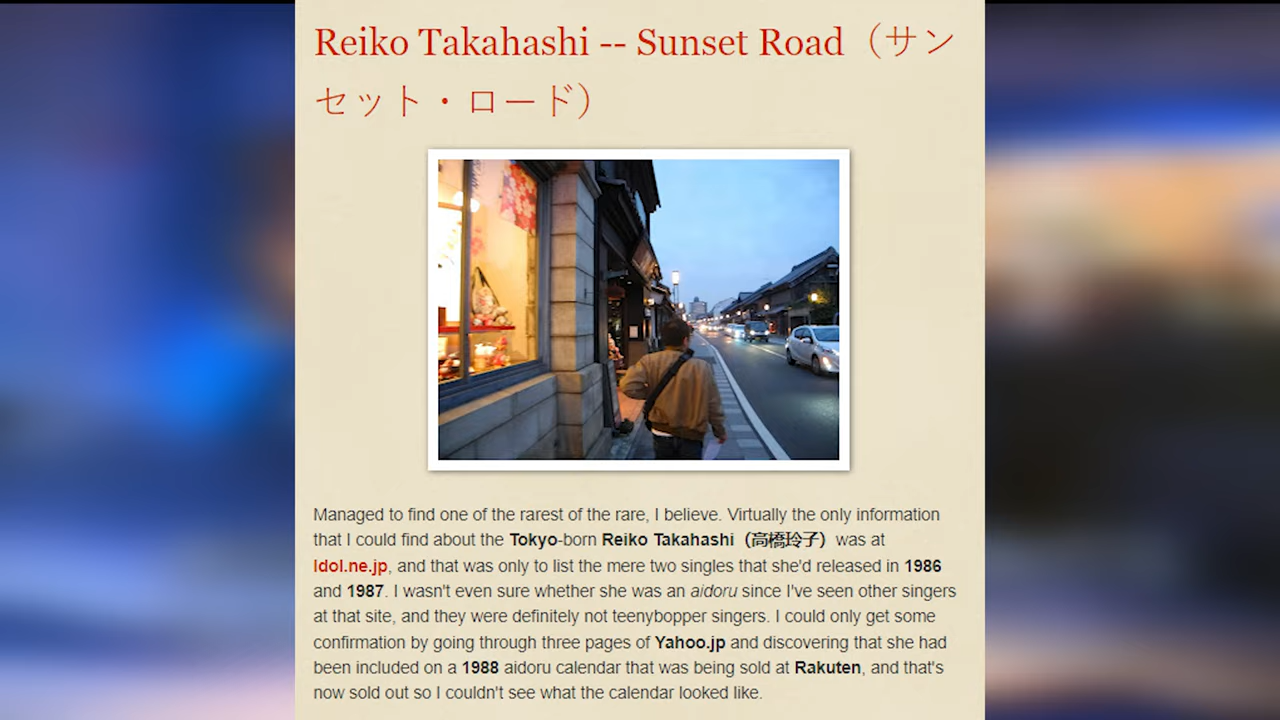 Reiko Takahashi -- Sunset Road（サン
セット・ロード）
Managed to find one of the rarest of the rare, I believe. Virtually the only information
that I could find about the Tokyo-born Reiko Takahashi（高橋玲子）was at
Idol.ne.jp, and that was only to list the mere two singles that she'd released in 1986
and 1987. I wasn't even sure whether she was an aidoru since I've seen other singers
at that site, and they were definitely not teenybopper singers. I could only get some
confirmation by going through three pages of Yahoo.jp and discovering that she had
been included on a 1988 aidoru calendar that was being sold at Rakuten, and that's
now sold out so I couldn't see what the calendar looked like.